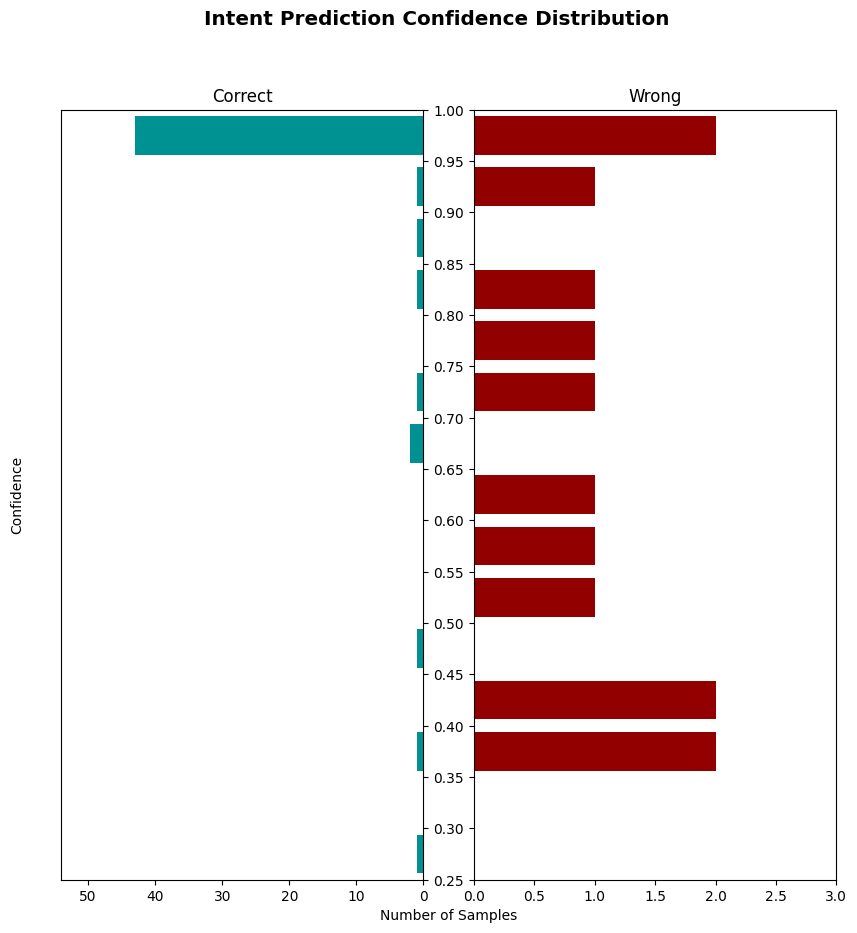 Intent Prediction Confidence Distribution
Correct
Wrong
1.00
0.95
0.90
0.85
0.80
0.75
0.70
0.65
0.60
0.55
0.50
0.45
0.40
0.35
0.30
0.25
Confidence
50 40 30 20 10 0
0.0 0.5 1.0 1.5 2.0 2.5 3.0
Number of Samples